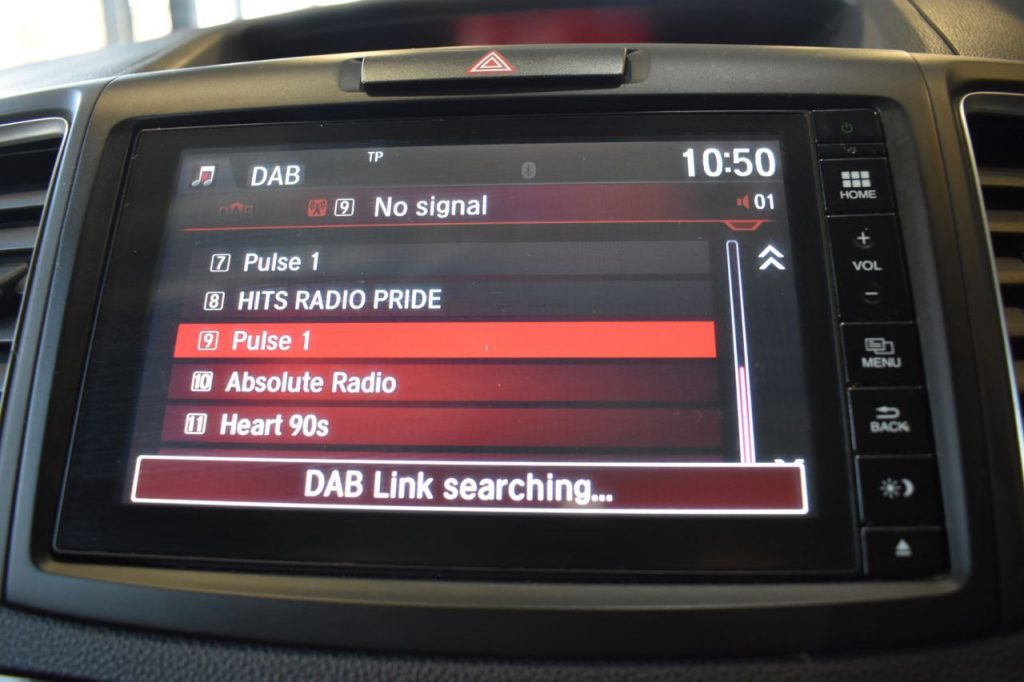 DAB TP 10:50
DAB 9 No signal 01
7 Pulse 1
8 HITS RADIO PRIDE
9 Pulse 1
10 Absolute Radio
11 Heart 90s
DAB Link searching...
HOME
+
VOL
−
MENU
BACK